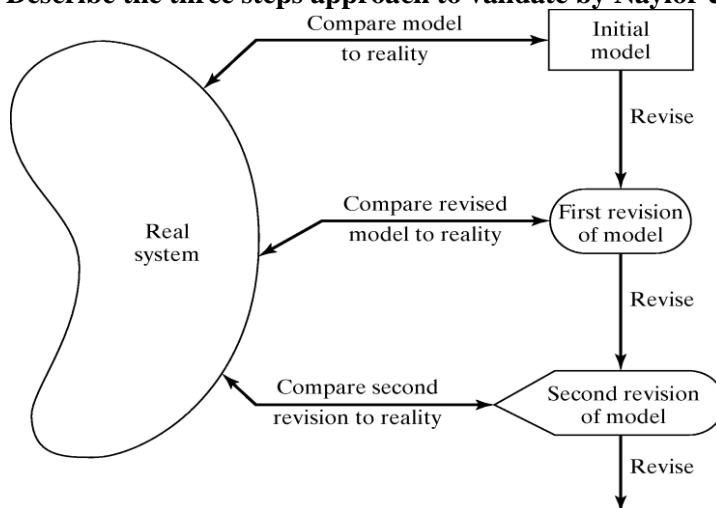 Describe the three steps approach to validate by Naylor
Compare model
to reality
Initial
model
Revise
Real
system
Compare revised
model to reality
First revision
of model
Revise
Compare second
revision to reality
Second revision
of model
Revise